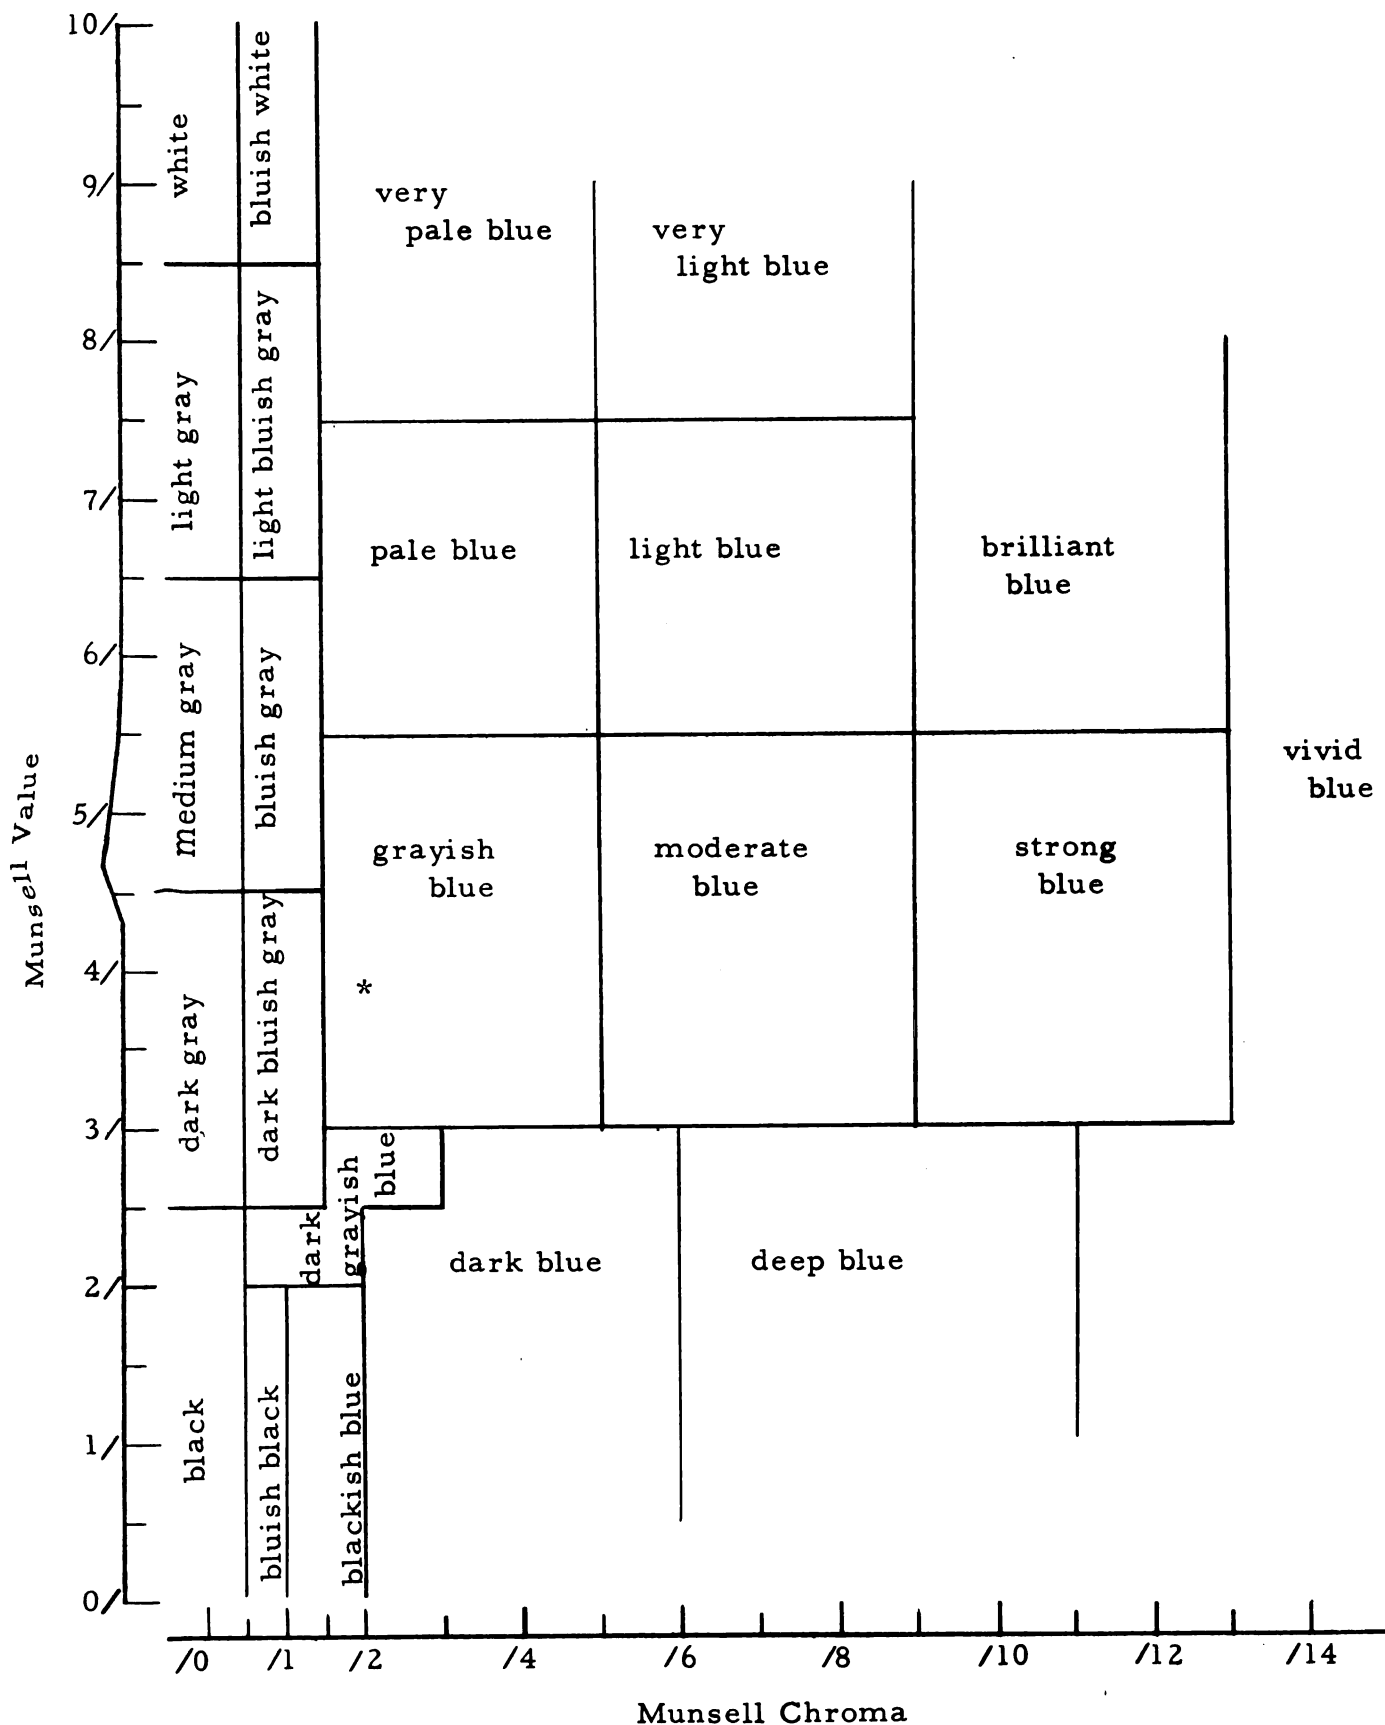 10/
9/
8/
7/
6/
5/
4/
3/
2/
1/
0/
Munsell Value
white
light gray
medium gray
dark gray
black
bluish white
light bluish gray
bluish gray
dark bluish gray
bluish black
blackish blue
very
pale blue
very
light blue
pale blue
light blue
brilliant
blue
vivid
blue
grayish
blue
moderate
blue
strong
blue
*
dark
grayish
blue
dark blue
deep blue
/0 /1 /2 /4 /6 /8 /10 /12 /14
Munsell Chroma